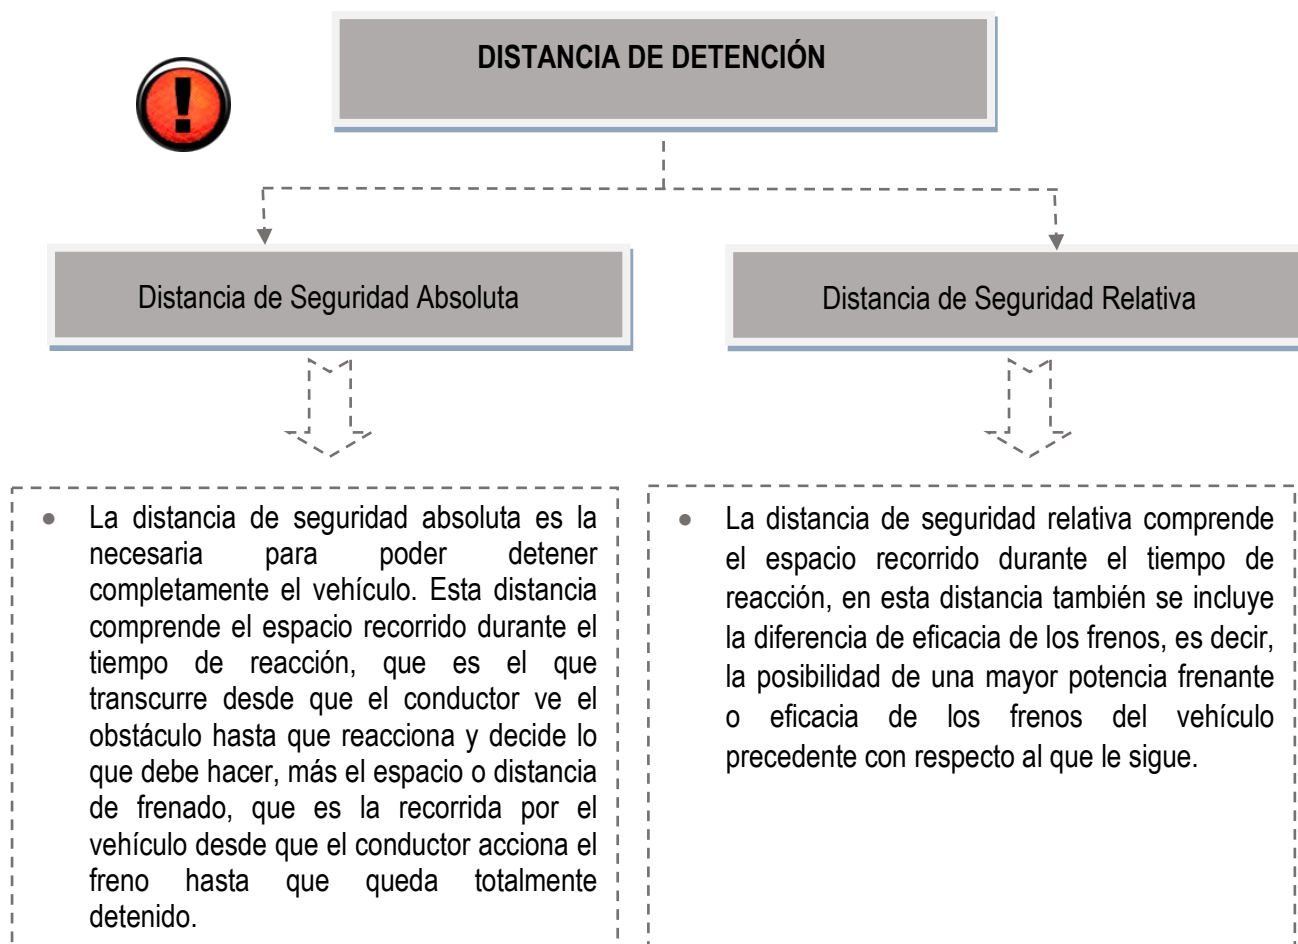 DISTANCIA DE DETENCIÓN
Distancia de Seguridad Absoluta
Distancia de Seguridad Relativa
• La distancia de seguridad absoluta es la
necesaria para poder detener
completamente el vehículo. Esta distancia
comprende el espacio recorrido durante el
tiempo de reacción, que es el que
transcurre desde que el conductor ve el
obstáculo hasta que reacciona y decide lo
que debe hacer, más el espacio o distancia
de frenado, que es la recorrida por el
vehículo desde que el conductor acciona el
freno hasta que queda totalmente
detenido.
• La distancia de seguridad relativa comprende
el espacio recorrido durante el tiempo de
reacción, en esta distancia también se incluye
la diferencia de eficacia de los frenos, es decir,
la posibilidad de una mayor potencia frenante
o eficacia de los frenos del vehículo
precedente con respecto al que le sigue.